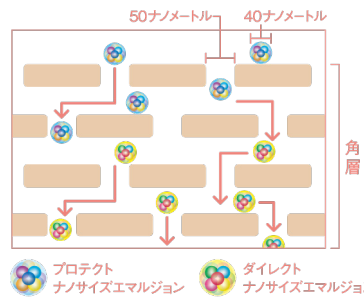 50ナノメートル 40ナノメートル
角層
プロテクト
ナノサイズエマルジョン
ダイレクト
ナノサイズエマルジョ